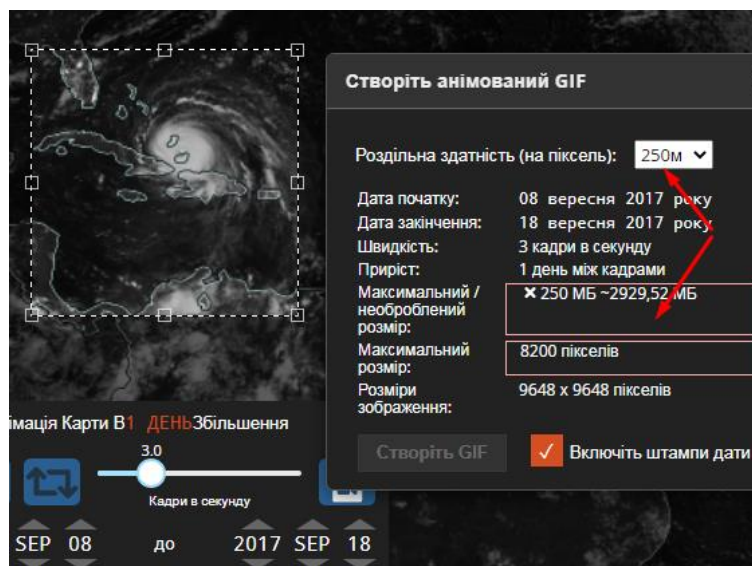 Створіть анімований GIF
Роздільна здатність (на піксель): 250м
Дата початку: 08 вересня 2017 року
Дата закінчення: 18 вересня 2017 року
Швидкість: 3 кадри в секунду
Приріст: 1 день між кадрами
Максимальний / необроблений розмір: ✕ 250 МБ ~2929,52 МБ
Максимальний розмір: 8200 пікселів
Розміри зображення: 9648 x 9648 пікселів
Створіть GIF
Включіть штампи дати
імація Карти В1 ДЕНЬЗбільшення
3.0
Кадри в секунду
SEP 08 до 2017 SEP 18